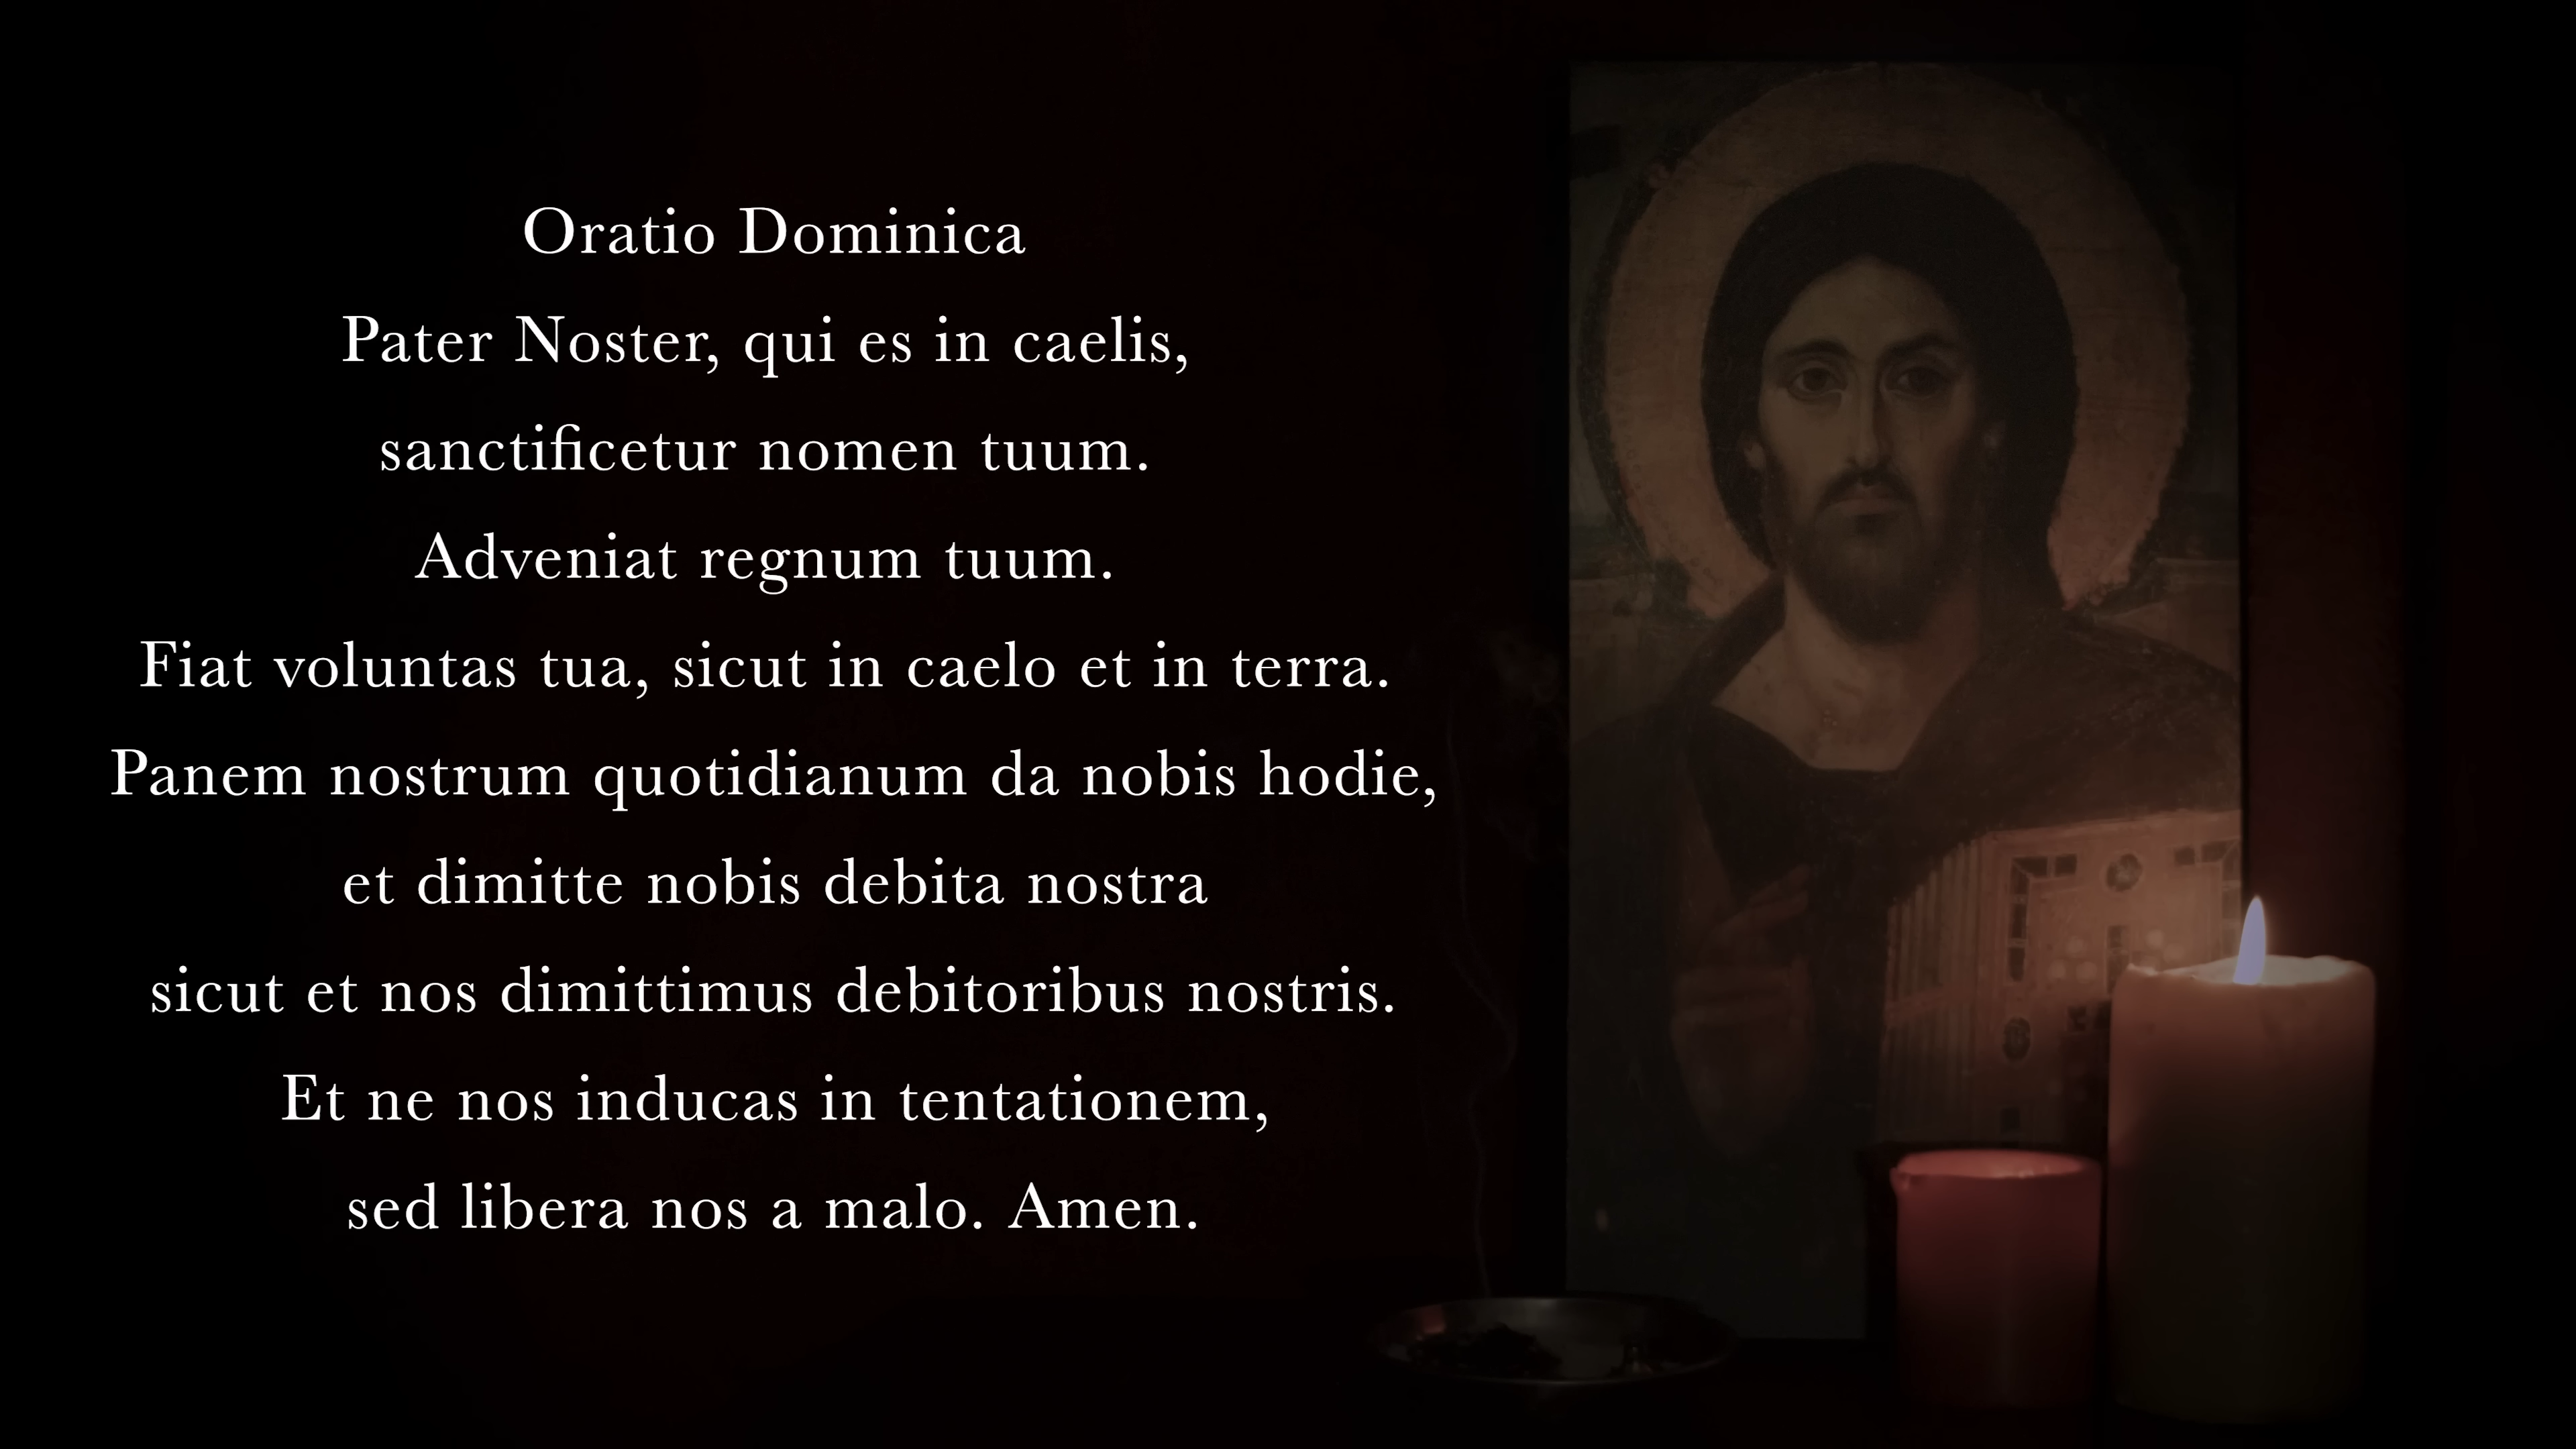 Oratio Dominica
Pater Noster, qui es in caelis,
sanctificetur nomen tuum.
Adveniat regnum tuum.
Fiat voluntas tua, sicut in caelo et in terra.
Panem nostrum quotidianum da nobis hodie,
et dimitte nobis debita nostra
sicut et nos dimittimus debitoribus nostris.
Et ne nos inducas in tentationem,
sed libera nos a malo. Amen.